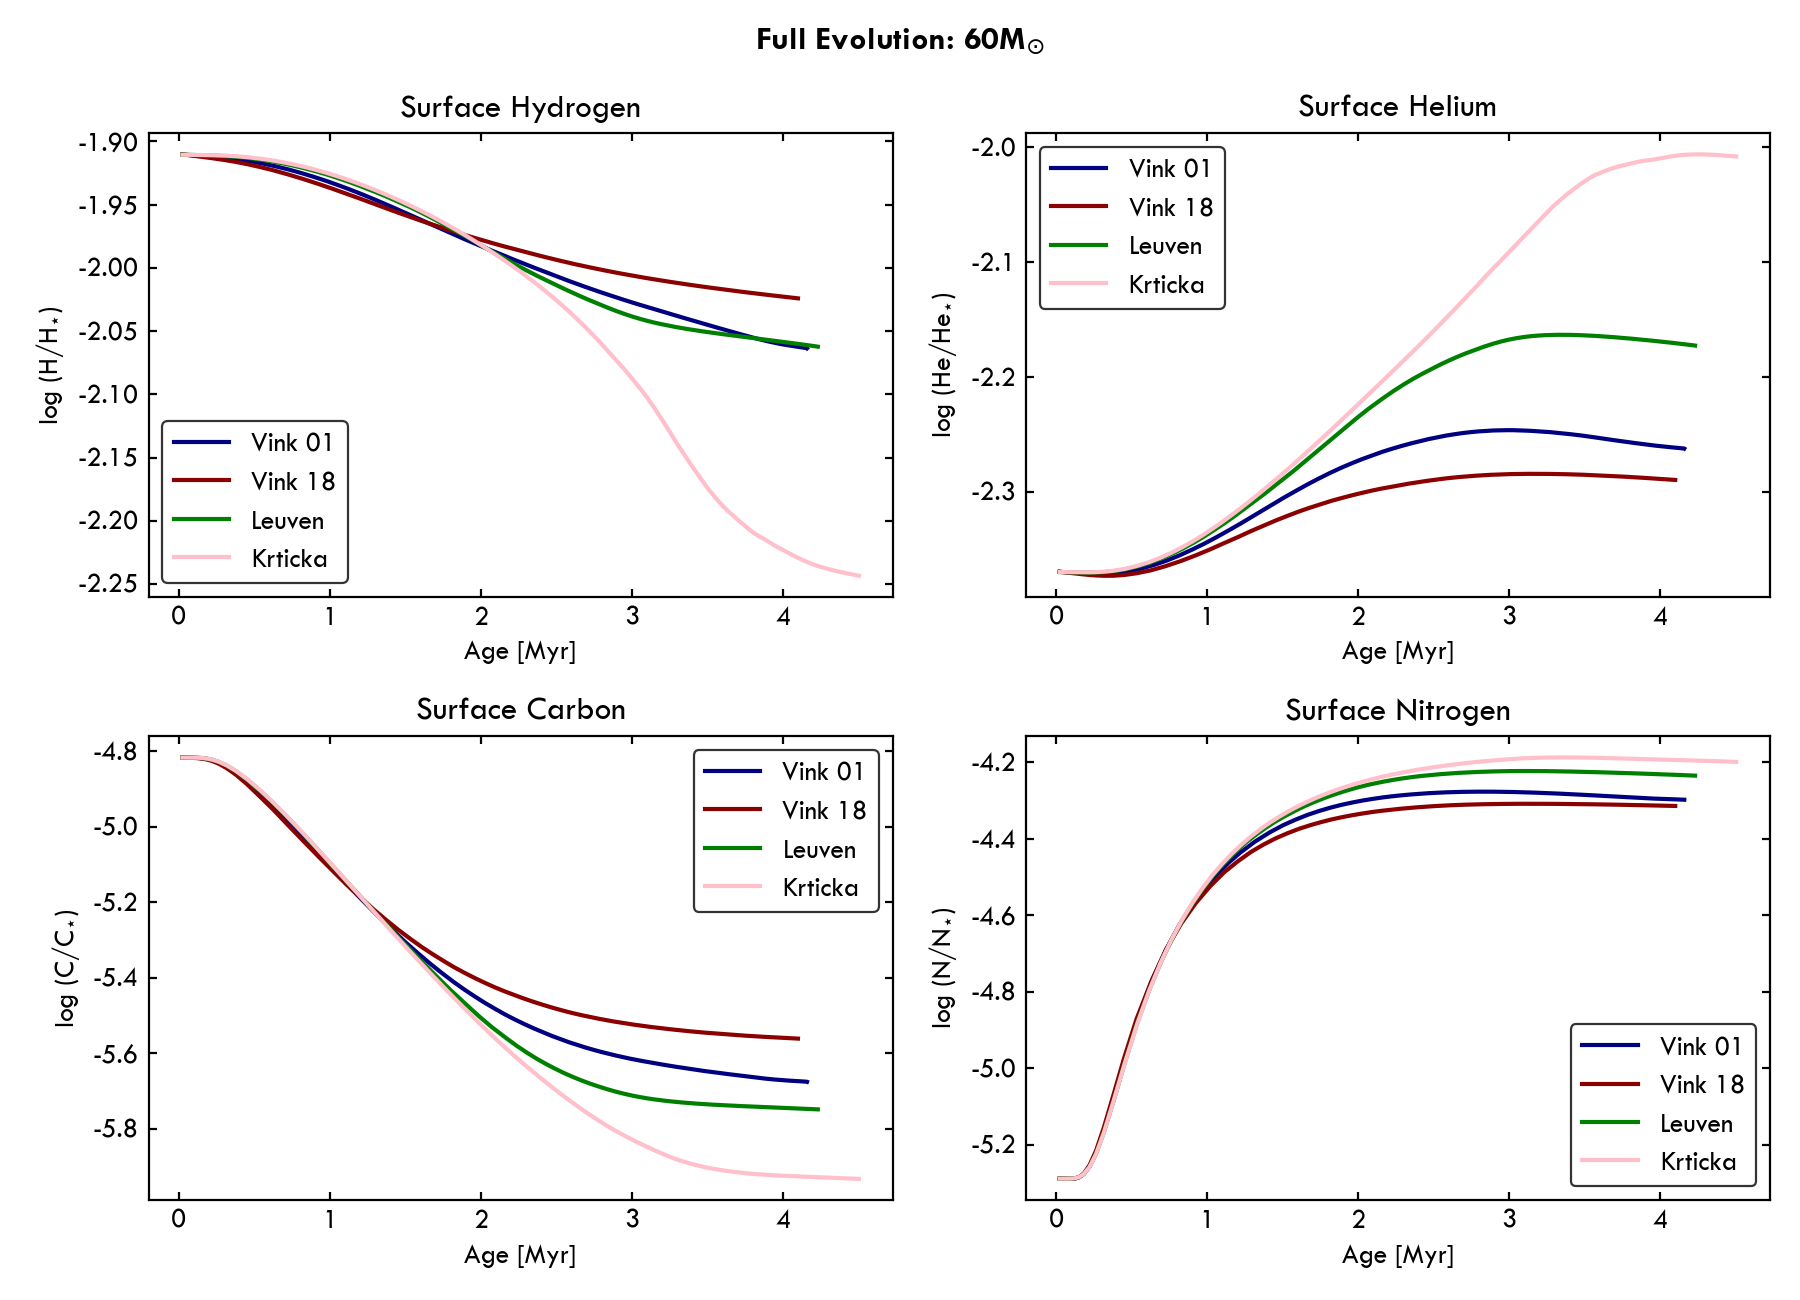 Full Evolution: 60M☉
Surface Hydrogen
log (H/H⋆)
-1.90
-1.95
-2.00
-2.05
-2.10
-2.15
-2.20
-2.25
Vink 01
Vink 18
Leuven
Krticka
0 1 2 3 4
Age [Myr]
Surface Helium
log (He/He⋆)
-2.0
-2.1
-2.2
-2.3
Vink 01
Vink 18
Leuven
Krticka
0 1 2 3 4
Age [Myr]
Surface Carbon
log (C/C⋆)
-4.8
-5.0
-5.2
-5.4
-5.6
-5.8
Vink 01
Vink 18
Leuven
Krticka
0 1 2 3 4
Age [Myr]
Surface Nitrogen
log (N/N⋆)
-4.2
-4.4
-4.6
-4.8
-5.0
-5.2
Vink 01
Vink 18
Leuven
Krticka
0 1 2 3 4
Age [Myr]